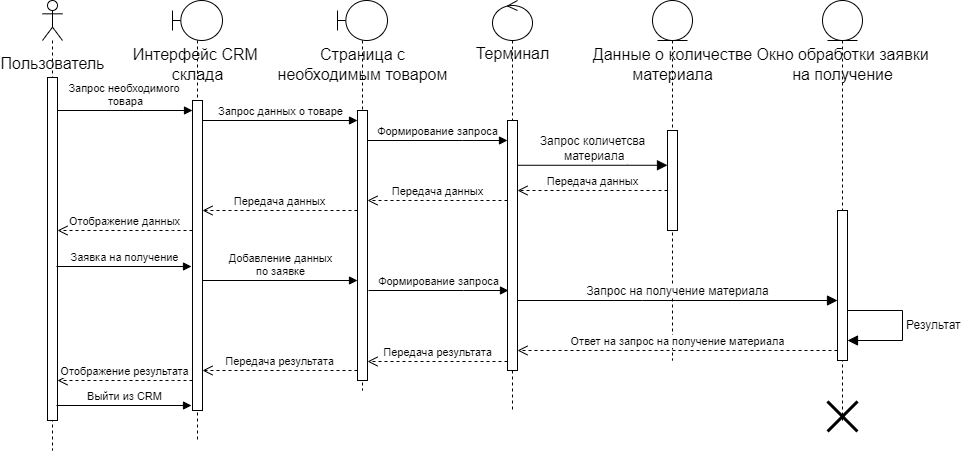 Пользователь
Интерфейс CRM
склада
Страница с
необходимым товаром
Терминал
Данные о количестве
материала
Окно обработки заявки
на получение
Запрос необходимого
товара
Запрос данных о товаре
Формирование запроса
Запрос количетсва
материала
Передача данных
Передача данных
Передача данных
Отображение данных
Заявка на получение
Добавление данных
по заявке
Формирование запроса
Запрос на получение материала
Результат
Ответ на запрос на получение материала
Передача результата
Передача результата
Отображение результата
Выйти из CRM